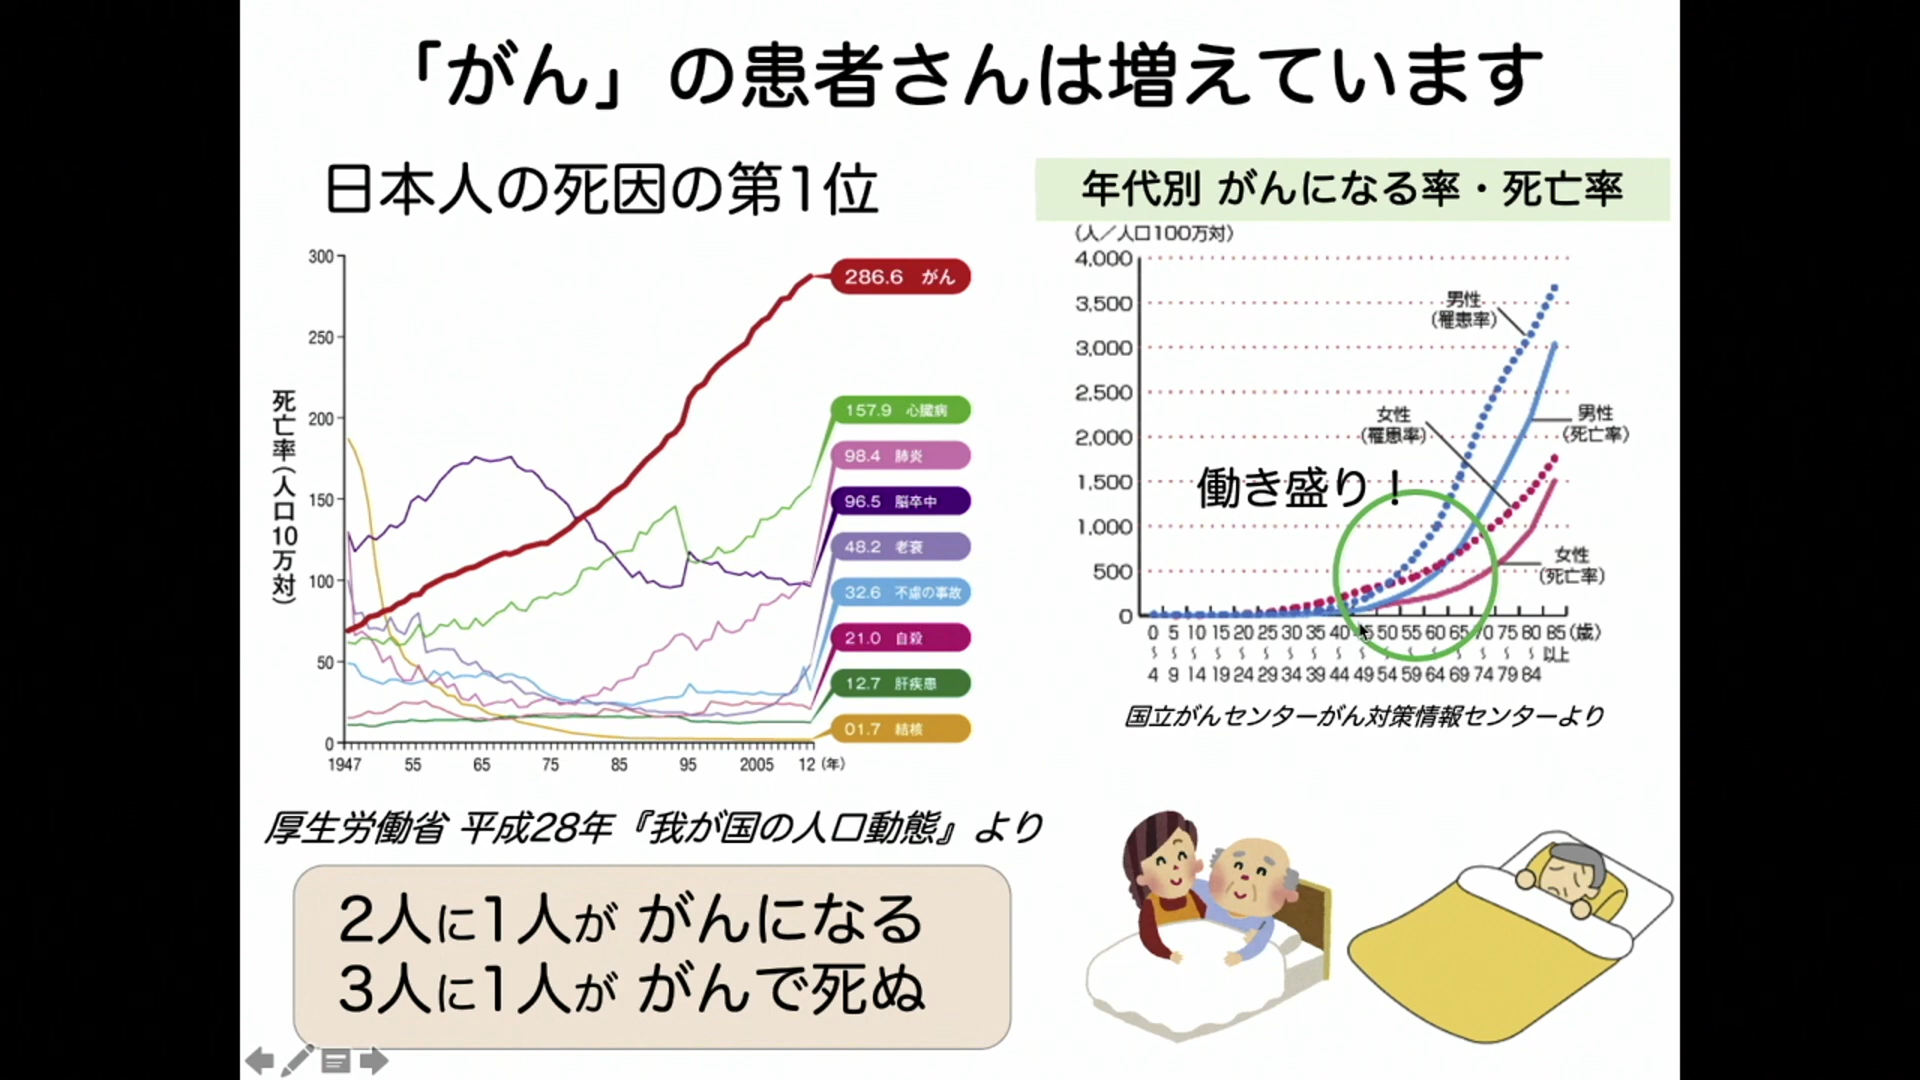 「がん」の患者さんは増えています
日本人の死因の第1位
死亡率(人口10万対)
300
250
200
150
100
50
0
1947 55 65 75 85 95 2005 12 (年)
286.6 がん
157.9 心臓病
98.4 肺炎
96.5 脳卒中
48.2 老衰
32.6 不慮の事故
21.0 自殺
12.7 肝疾患
01.7 結核
厚生労働省 平成28年『我が国の人口動態』より
2人に1人が がんになる
3人に1人が がんで死ぬ
年代別 がんになる率・死亡率
(人/人口100万対)
4,000
3,500
3,000
2,500
2,000
1,500
1,000
500
0
男性
(罹患率)
女性
(罹患率)
男性
(死亡率)
女性
(死亡率)
働き盛り!
0 5 10 15 20 25 30 35 40 45 50 55 60 65 70 75 80 85 (歳)
〜 〜 〜 〜 〜 〜 〜 〜 〜 〜 〜 〜 〜 〜 〜 〜 〜 以上
4 9 14 19 24 29 34 39 44 49 54 59 64 69 74 79 84
国立がんセンターがん対策情報センターより